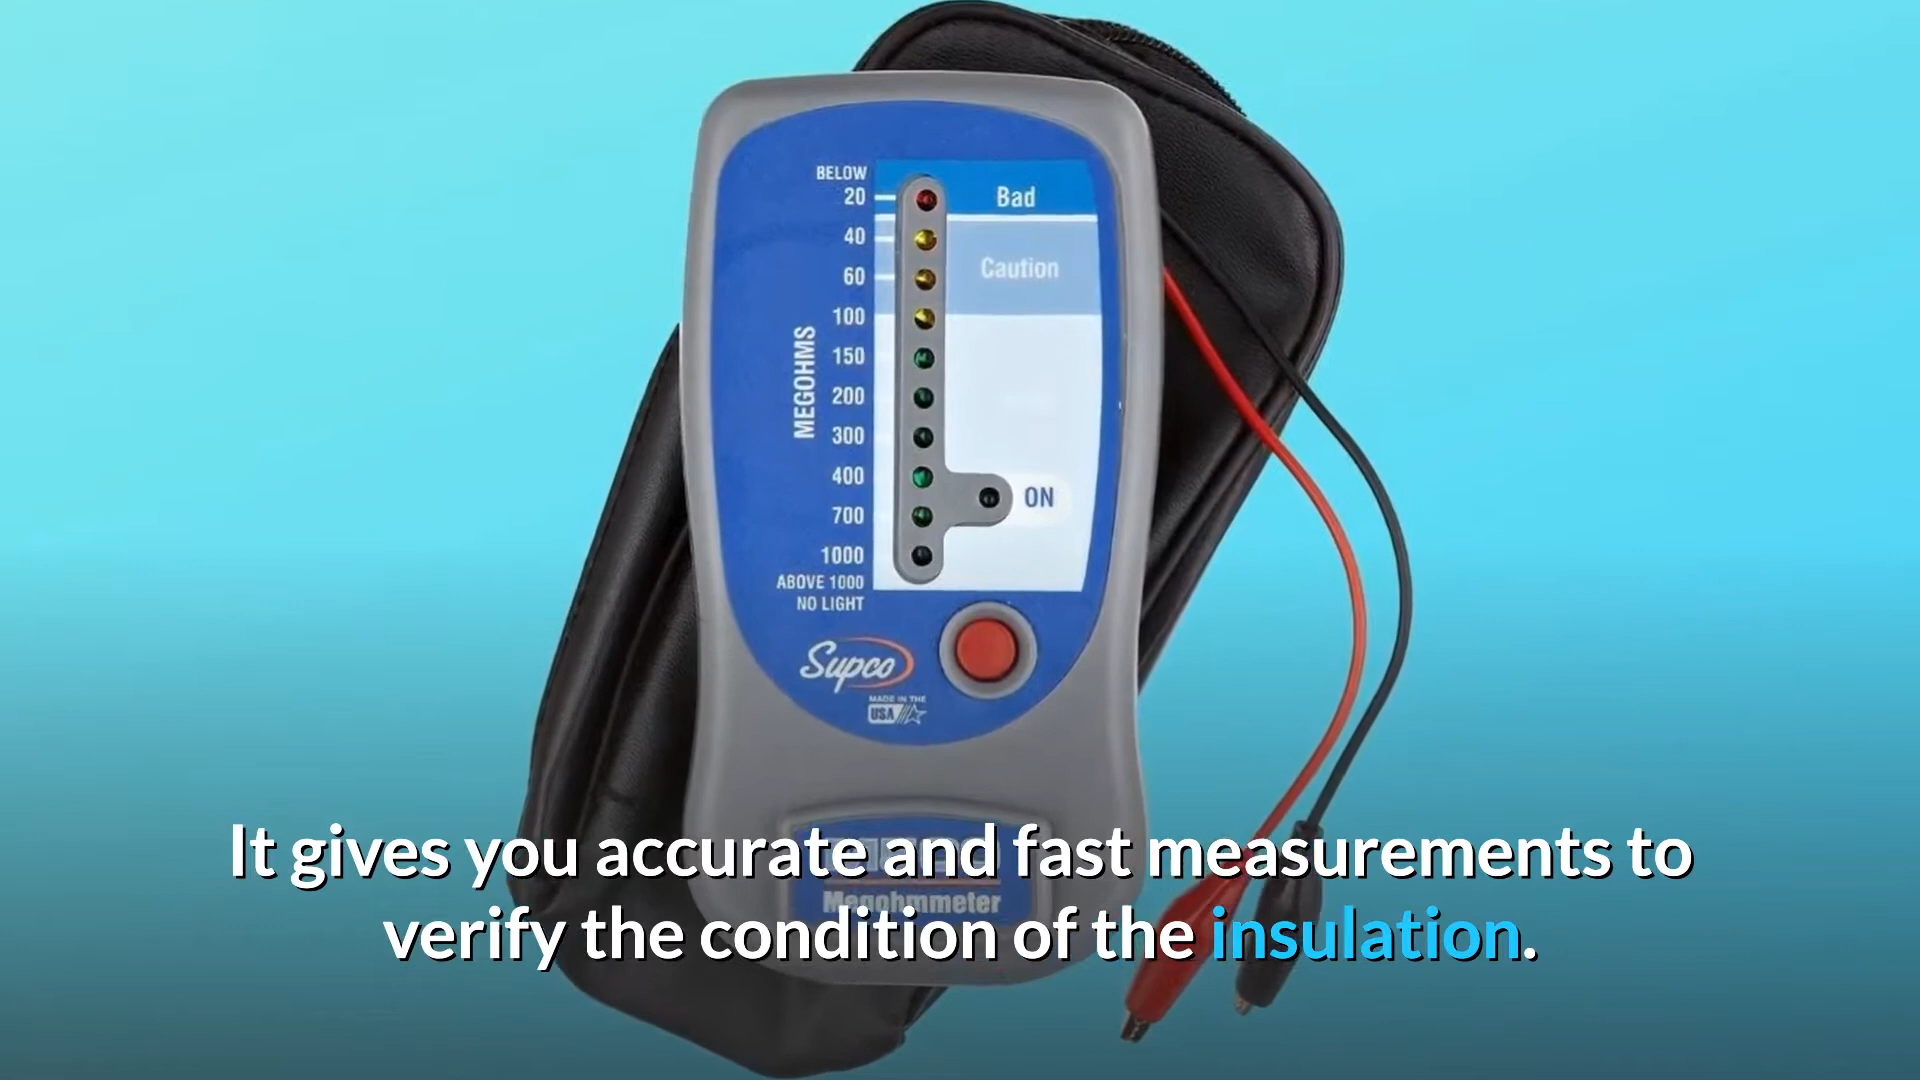 BELOW
20
Bad
40
Caution
60
100
150
200
300
400
ON
700
1000
MEGOHMS
ABOVE 1000
NO LIGHT
Supco
MADE IN THE
USA
Megohmmeter
It gives you accurate and fast measurements to
verify the condition of the insulation.